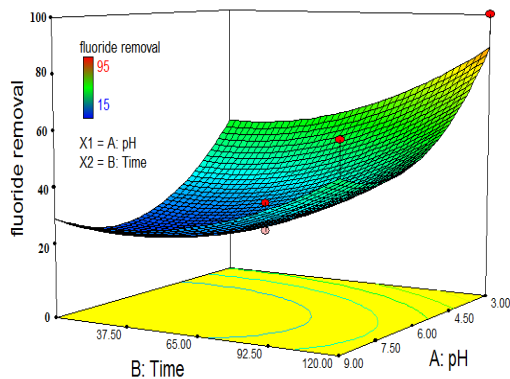 100
80
60
40
20
0
fluoride removal
fluoride removal
95
15
X1 = A: pH
X2 = B: Time
37.50
65.00
92.50
120.00
B: Time
9.00
7.50
6.00
4.50
3.00
A: pH